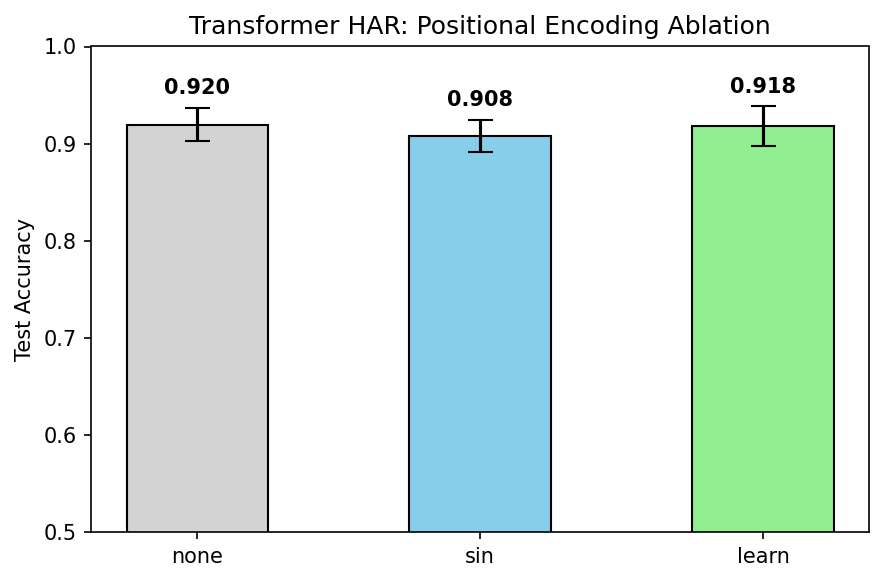 Transformer HAR: Positional Encoding Ablation
1.0
0.9
0.8
0.7
0.6
0.5
Test Accuracy
0.920
0.908
0.918
none
sin
learn